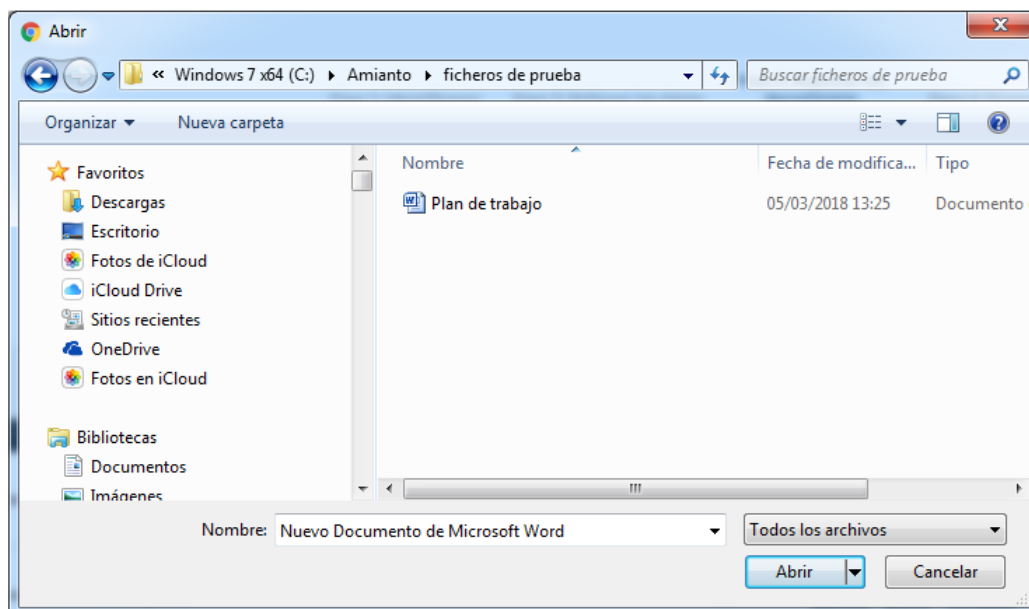 Abrir
« Windows 7 x64 (C:) Amianto ficheros de prueba Buscar ficheros de prueba
Organizar Nueva carpeta
Favoritos
Descargas
Escritorio
Fotos de iCloud
iCloud Drive
Sitios recientes
OneDrive
Fotos en iCloud
Bibliotecas
Documentos
Imágenes
Nombre Fecha de modifica... Tipo
Plan de trabajo 05/03/2018 13:25 Documento
Nombre: Nuevo Documento de Microsoft Word Todos los archivos
Abrir Cancelar